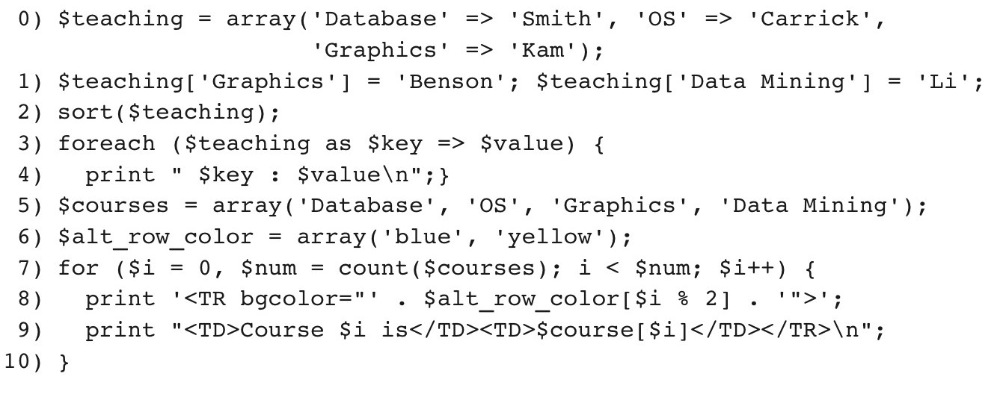 0) $teaching = array('Database' => 'Smith', 'OS' => 'Carrick',
'Graphics' => 'Kam');
1) $teaching['Graphics'] = 'Benson'; $teaching['Data Mining'] = 'Li';
2) sort($teaching);
3) foreach ($teaching as $key => $value) {
4) print " $key : $value\n";}
5) $courses = array('Database', 'OS', 'Graphics', 'Data Mining');
6) $alt_row_color = array('blue', 'yellow');
7) for ($i = 0, $num = count($courses); i < $num; $i++) {
8) print '<TR bgcolor="' . $alt_row_color[$i % 2] . '">';
9) print "<TD>Course $i is</TD><TD>$course[$i]</TD></TR>\n";
10) }